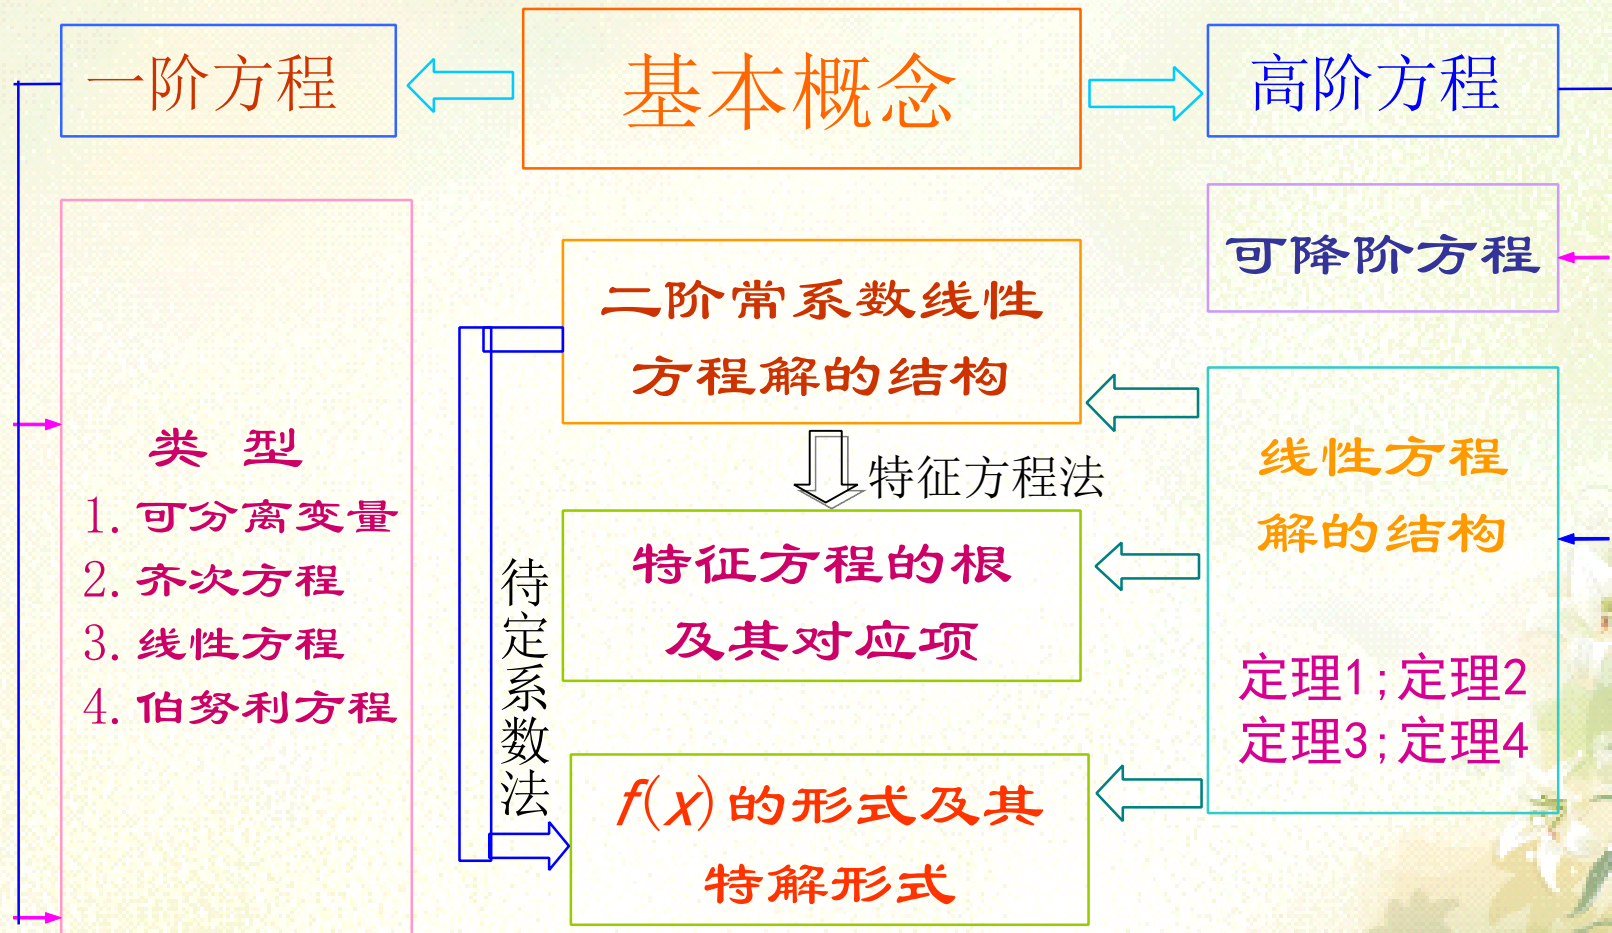 一阶方程
基本概念
高阶方程
类 型
1.可分离变量
2.齐次方程
3.线性方程
4.伯努利方程
二阶常系数线性
方程解的结构
特征方程法
特征方程的根
及其对应项
待定系数法
f(x)的形式及其
特解形式
可降阶方程
线性方程
解的结构
定理1;定理2
定理3;定理4